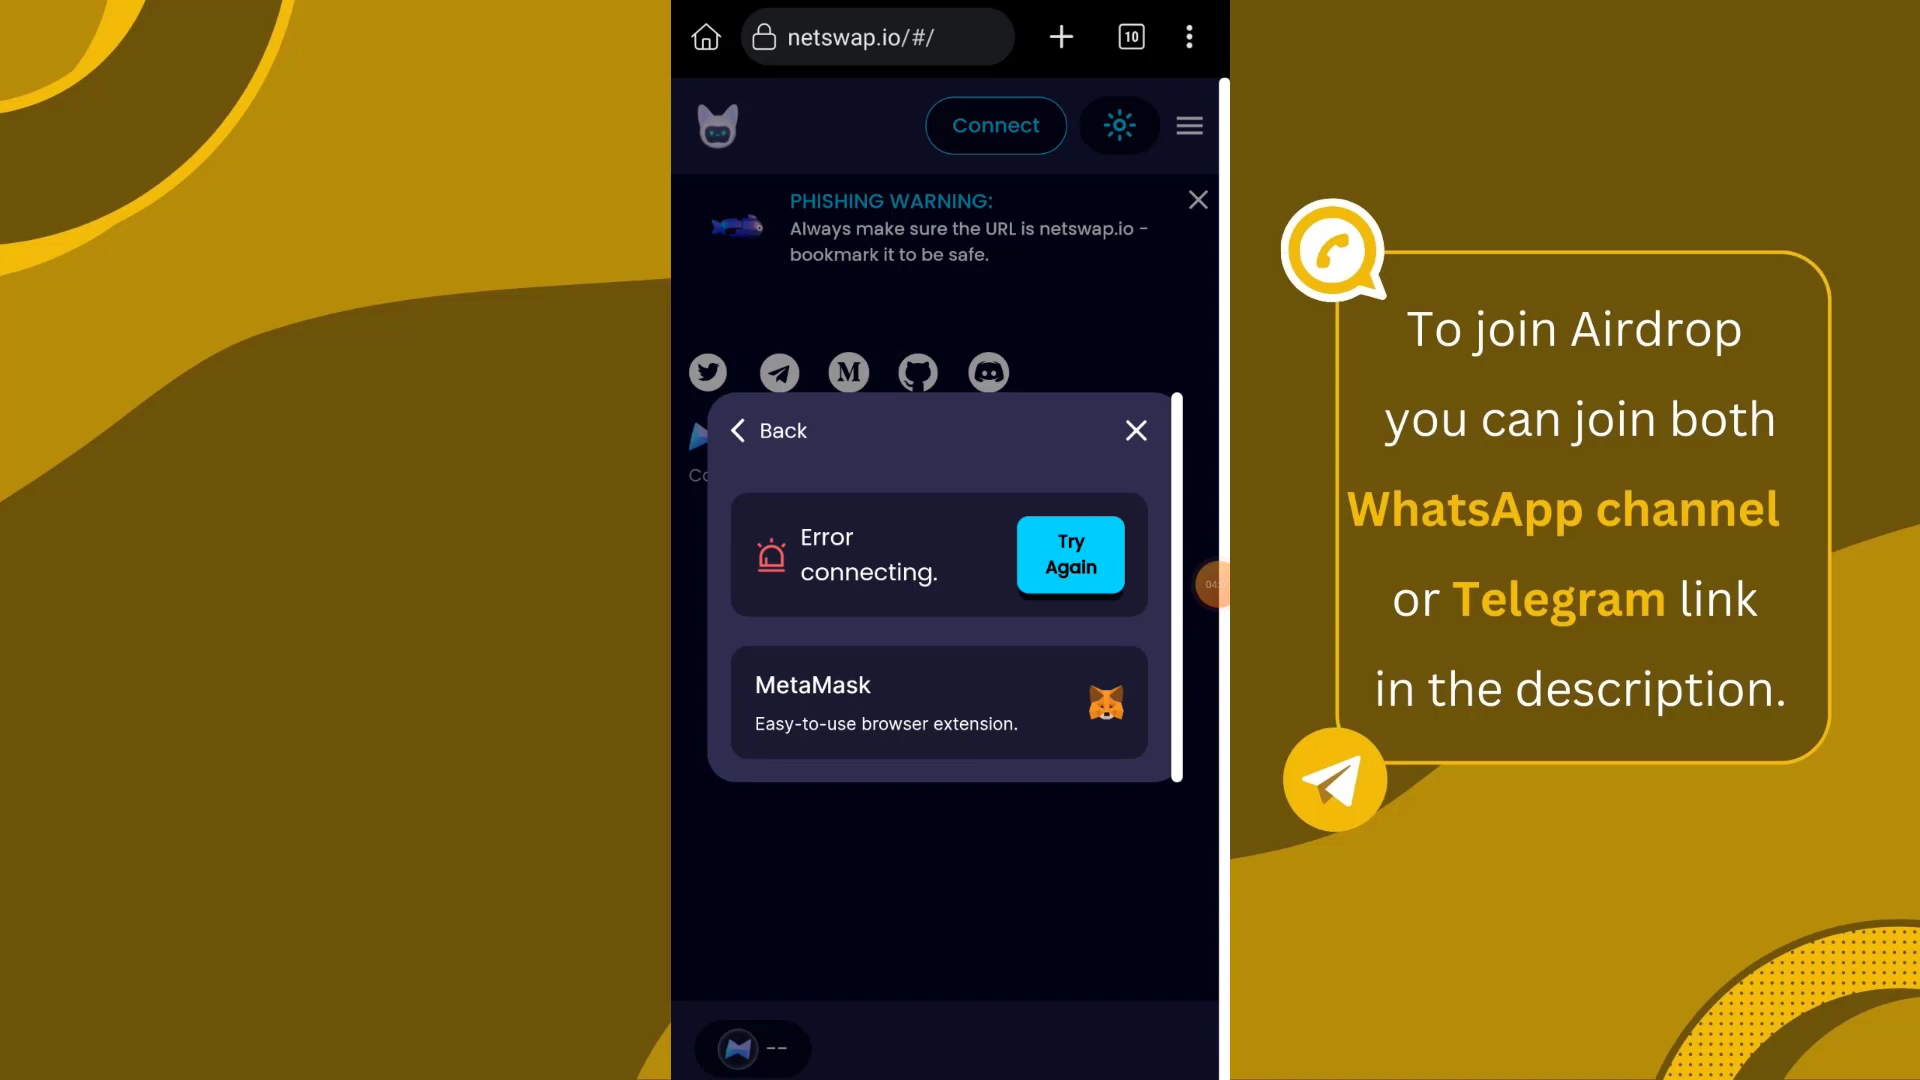 netswap.io/#/
10
Connect
PHISHING WARNING:
Always make sure the URL is netswap.io -
bookmark it to be safe.
M
Back
Error
connecting.
Try
Again
MetaMask
Easy-to-use browser extension.
--
To join Airdrop
you can join both
WhatsApp channel
or Telegram link
in the description.